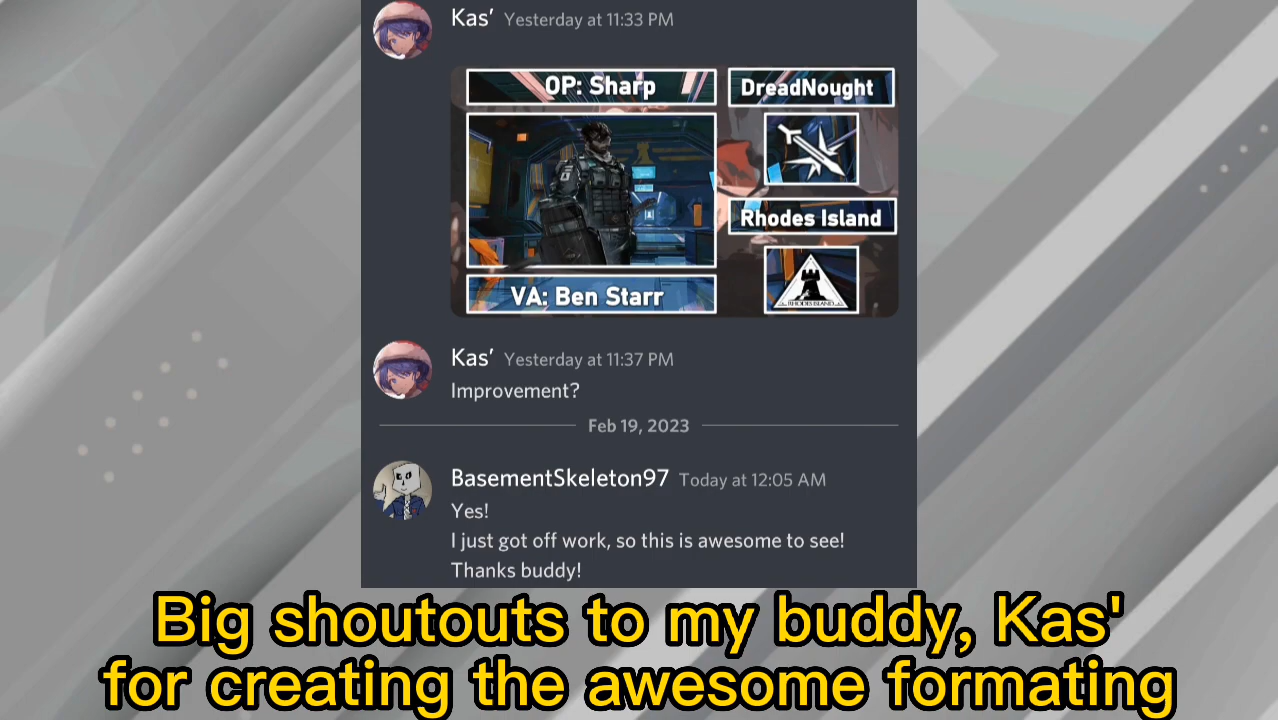 Kas' Yesterday at 11:33 PM
OP: Sharp
DreadNought
Rhodes Island
VA: Ben Starr
RHODES ISLAND
Kas' Yesterday at 11:37 PM
Improvement?
Feb 19, 2023
BasementSkeleton97 Today at 12:05 AM
Yes!
I just got off work, so this is awesome to see!
Thanks buddy!
Big shoutouts to my buddy, Kas'
for creating the awesome formating